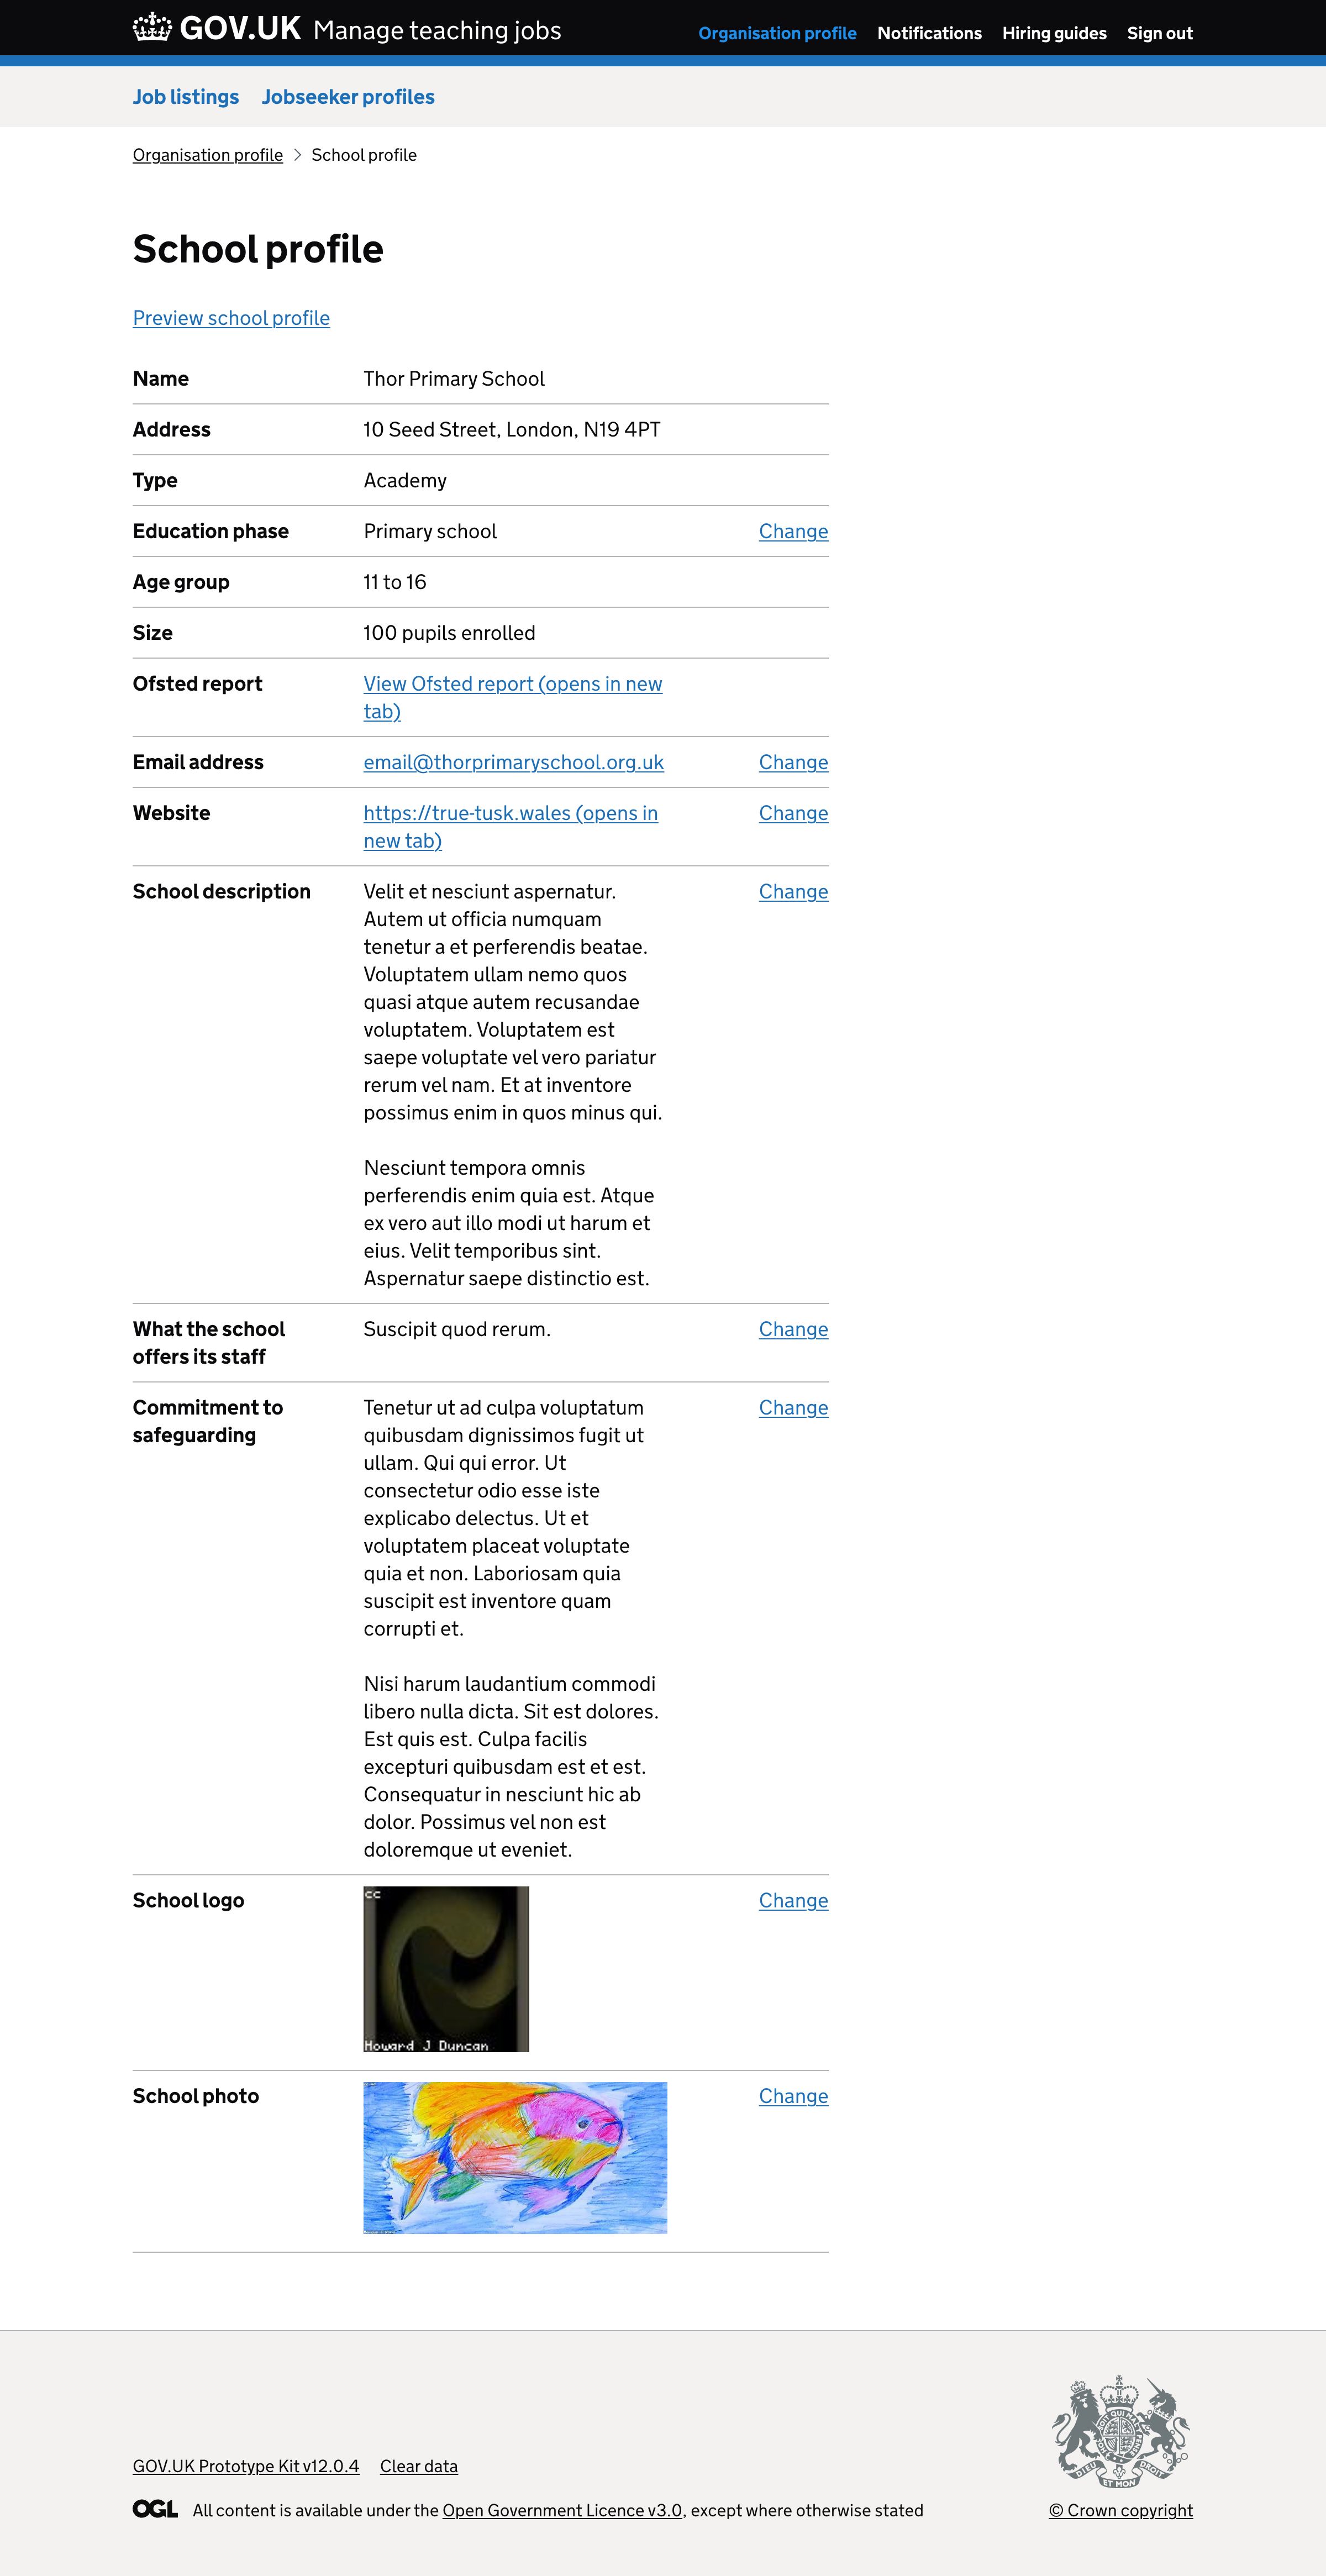 GOV.UK Manage teaching jobs
Organisation profile Notifications Hiring guides Sign out
Job listings Jobseeker profiles
Organisation profile School profile
School profile
Preview school profile
Name Thor Primary School
Address 10 Seed Street, London, N19 4PT
Type Academy
Education phase Primary school Change
Age group 11 to 16
Size 100 pupils enrolled
Ofsted report View Ofsted report (opens in new
tab)
Email address email@thorprimaryschool.org.uk Change
Website https://true-tusk.wales (opens in Change
new tab)
School description Velit et nesciunt aspernatur. Change
Autem ut officia numquam
tenetur a et perferendis beatae.
Voluptatem ullam nemo quos
quasi atque autem recusandae
voluptatem. Voluptatem est
saepe voluptate vel vero pariatur
rerum vel nam. Et at inventore
possimus enim in quos minus qui.
Nesciunt tempora omnis
perferendis enim quia est. Atque
ex vero aut illo modi ut harum et
eius. Velit temporibus sint.
Aspernatur saepe distinctio est.
What the school Suscipit quod rerum. Change
offers its staff
Commitment to Tenetur ut ad culpa voluptatum Change
safeguarding quibusdam dignissimos fugit ut
ullam. Qui qui error. Ut
consectetur odio esse iste
explicabo delectus. Ut et
voluptatem placeat voluptate
quia et non. Laboriosam quia
suscipit est inventore quam
corrupti et.
Nisi harum laudantium commodi
libero nulla dicta. Sit est dolores.
Est quis est. Culpa facilis
excepturi quibusdam est et est.
Consequatur in nesciunt hic ab
dolor. Possimus vel non est
doloremque ut eveniet.
School logo Change
cc
Howard J Duncan
School photo Change
GOV.UK Prototype Kit v12.0.4 Clear data
DIEU ET MON DROIT
OGL All content is available under the Open Government Licence v3.0, except where otherwise stated
© Crown copyright